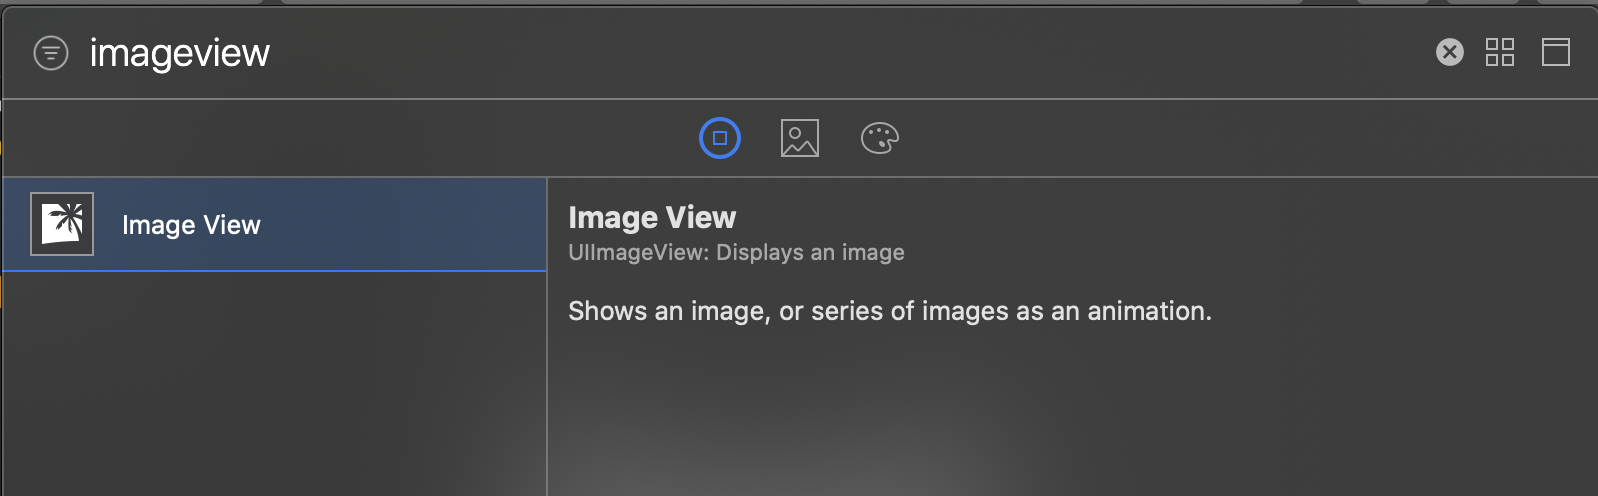 imageview
Image View
Image View
UIImageView: Displays an image
Shows an image, or series of images as an animation.